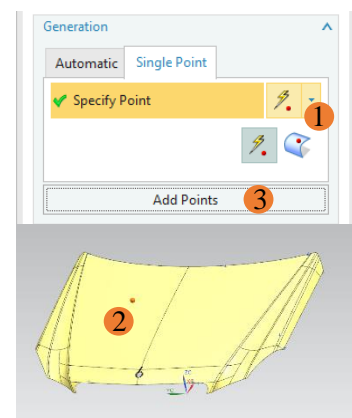 Generation
Automatic Single Point
Specify Point
1
Add Points 3
2